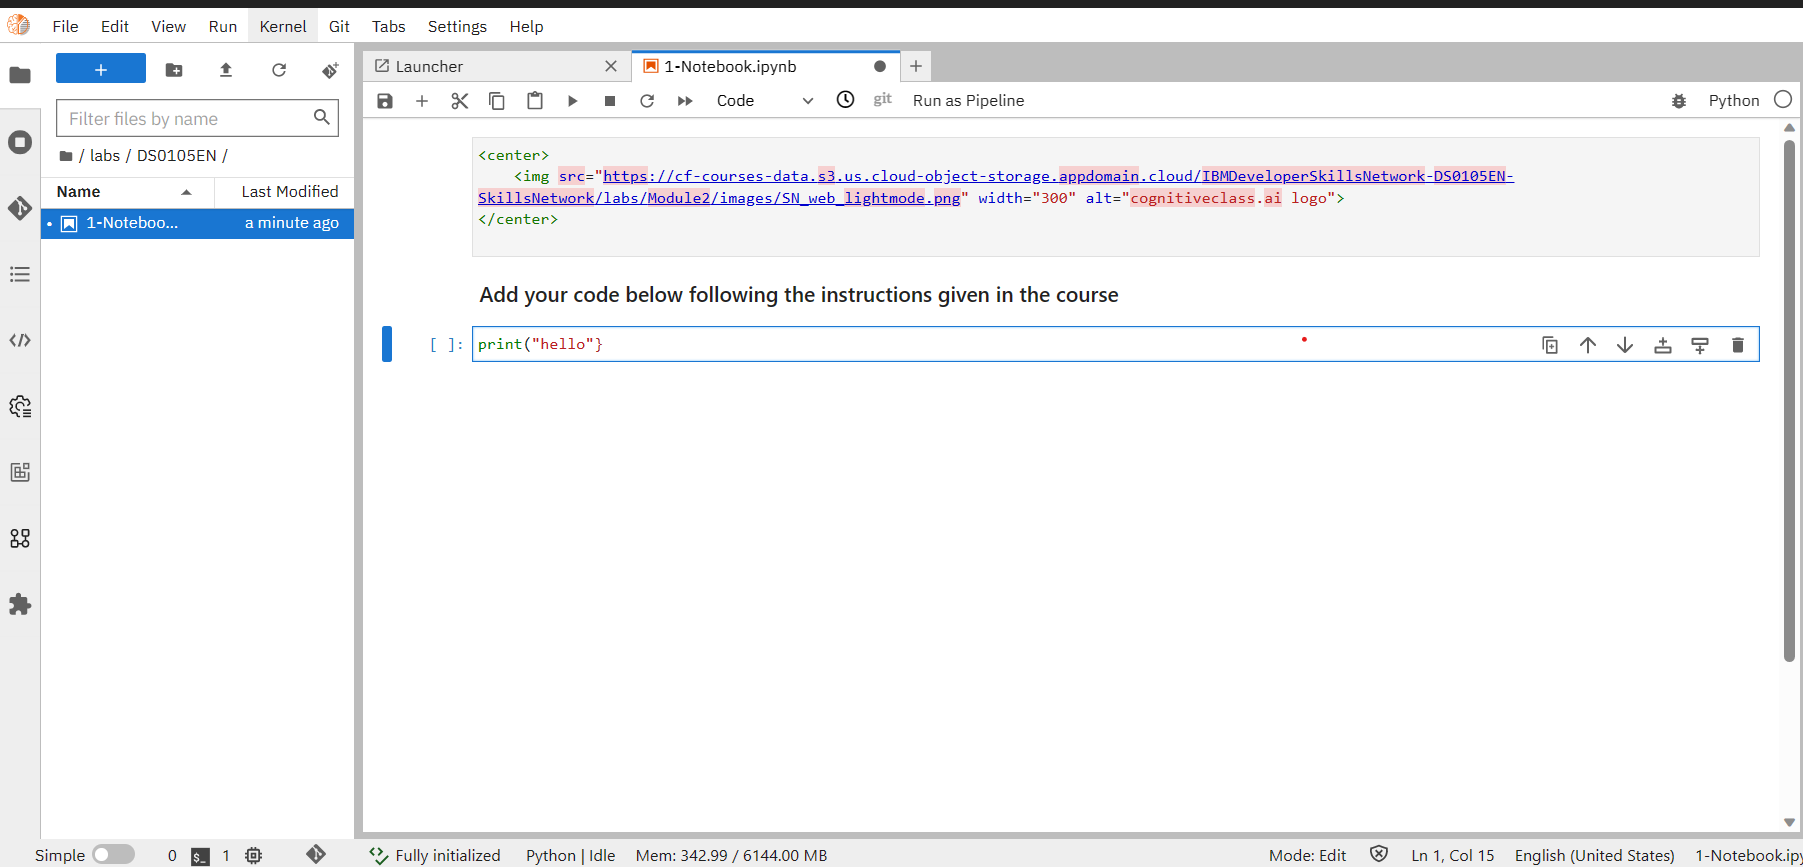 File Edit View Run Kernel Git Tabs Settings Help
+
Filter files by name
/ labs / DS0105EN /
Name Last Modified
• 1-Noteboo... a minute ago
Launcher
1-Notebook.ipynb
Code
git
Run as Pipeline
Python
<center>
<img src="https://cf-courses-data.s3.us.cloud-object-storage.appdomain.cloud/IBMDeveloperSkillsNetwork-DS0105EN-
SkillsNetwork/labs/Module2/images/SN_web_lightmode.png" width="300" alt="cognitiveclass.ai logo">
</center>
Add your code below following the instructions given in the course
[ ]: print("hello"}
Simple 0 $_ 1 Fully initialized Python | Idle Mem: 342.99 / 6144.00 MB Mode: Edit Ln 1, Col 15 English (United States) 1-Notebook.ipy